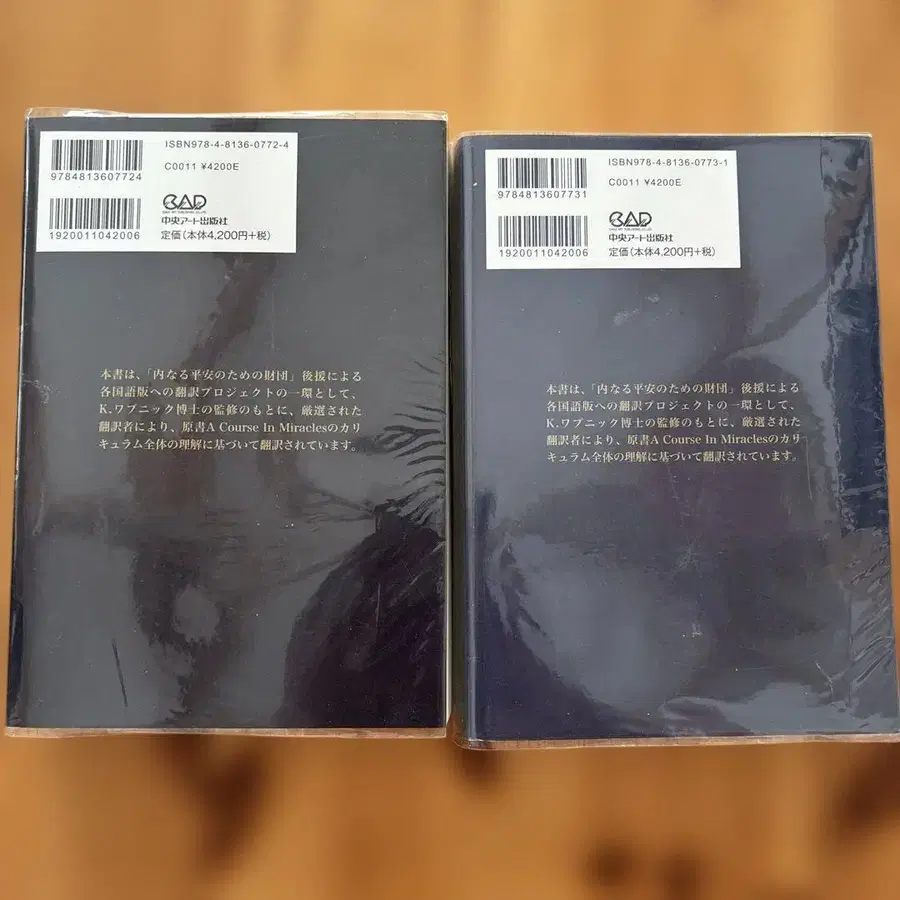 ISBN978-4-8136-0772-4
9784813607724
C0011 ¥4200E
1920011042006
CAD
中央アート出版社
定価(本体4,200円+税)
本書は、「内なる平安のための財団」後援による
各国語版への翻訳プロジェクトの一環として、
K.ワプニック博士の監修のもとに、厳選された
翻訳者により、原書A Course In Miraclesのカリ
キュラム全体の理解に基づいて翻訳されています。
ISBN978-4-8136-0773-1
9784813607731
C0011 ¥4200E
1920011042006
CAD
中央アート出版社
定価(本体4,200円+税)
本書は、「内なる平安のための財団」後援による
各国語版への翻訳プロジェクトの一環として、
K.ワプニック博士の監修のもとに、厳選された
翻訳者により、原書A Course In Miraclesのカリ
キュラム全体の理解に基づいて翻訳されています。